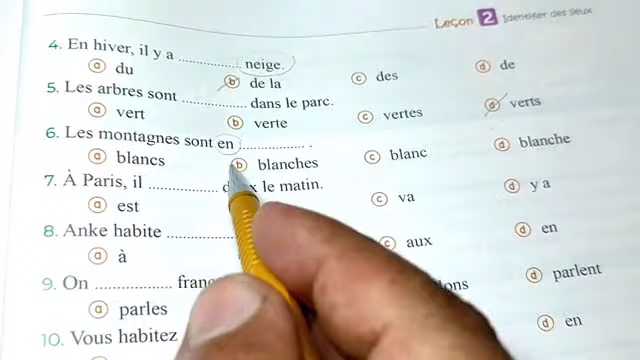 Leçon 2 Identifier des lieux
4. En hiver, il y a .............. neige.
a du b de la c des d de
5. Les arbres sont .............. dans le parc.
a vert b verte c vertes d verts
6. Les montagnes sont en .............. .
a blancs b blanches c blanc d blanche
7. À Paris, il .............. x le matin.
a est c va d y a
8. Anke habite ..............
a à c aux d en
9. On .............. fran
a parles d parlent
10. Vous habitez
d en